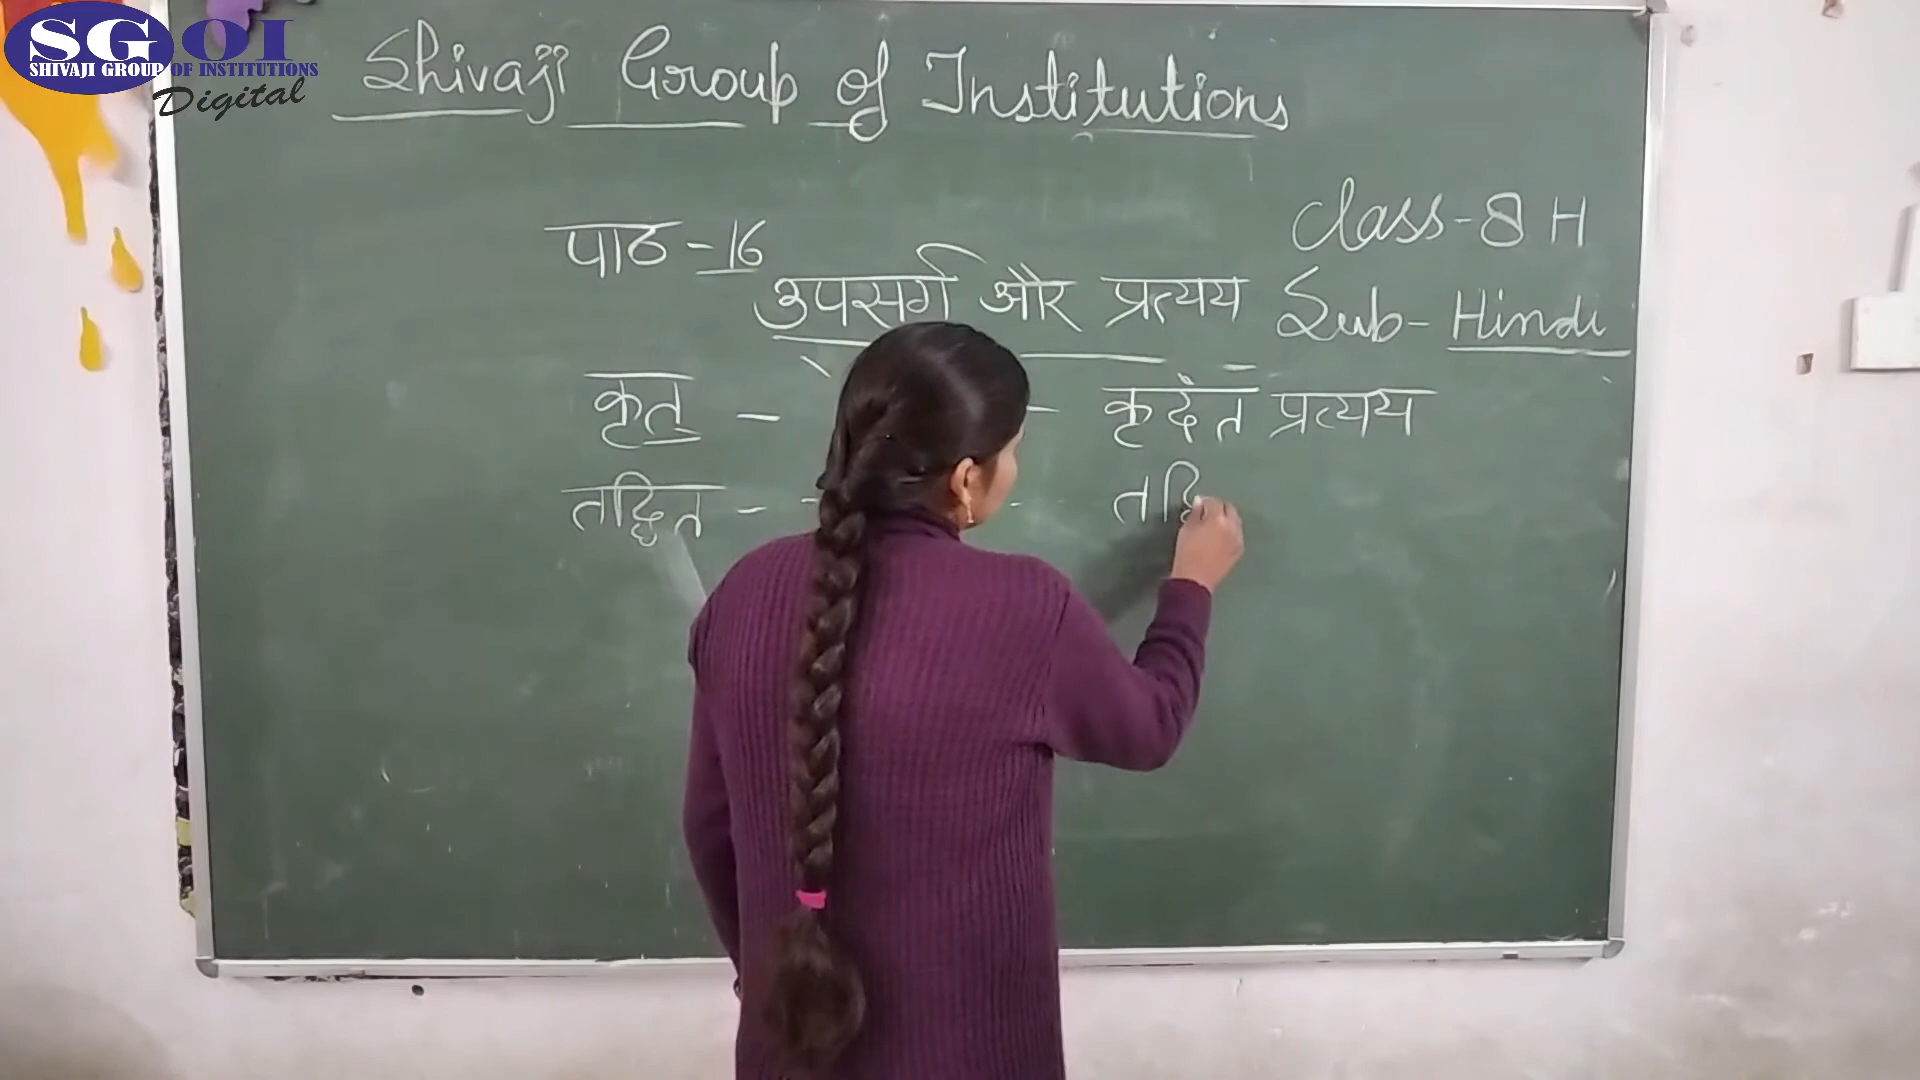 SGOI
SHIVAJI GROUP OF INSTITUTIONS
Digital
Shivaji Group of Institutions
Class-8 H
पाठ-16
उपसर्ग और प्रत्यय
Sub-Hindi
कृत् - - कृदंत प्रत्यय
तद्धित - - तद्धि